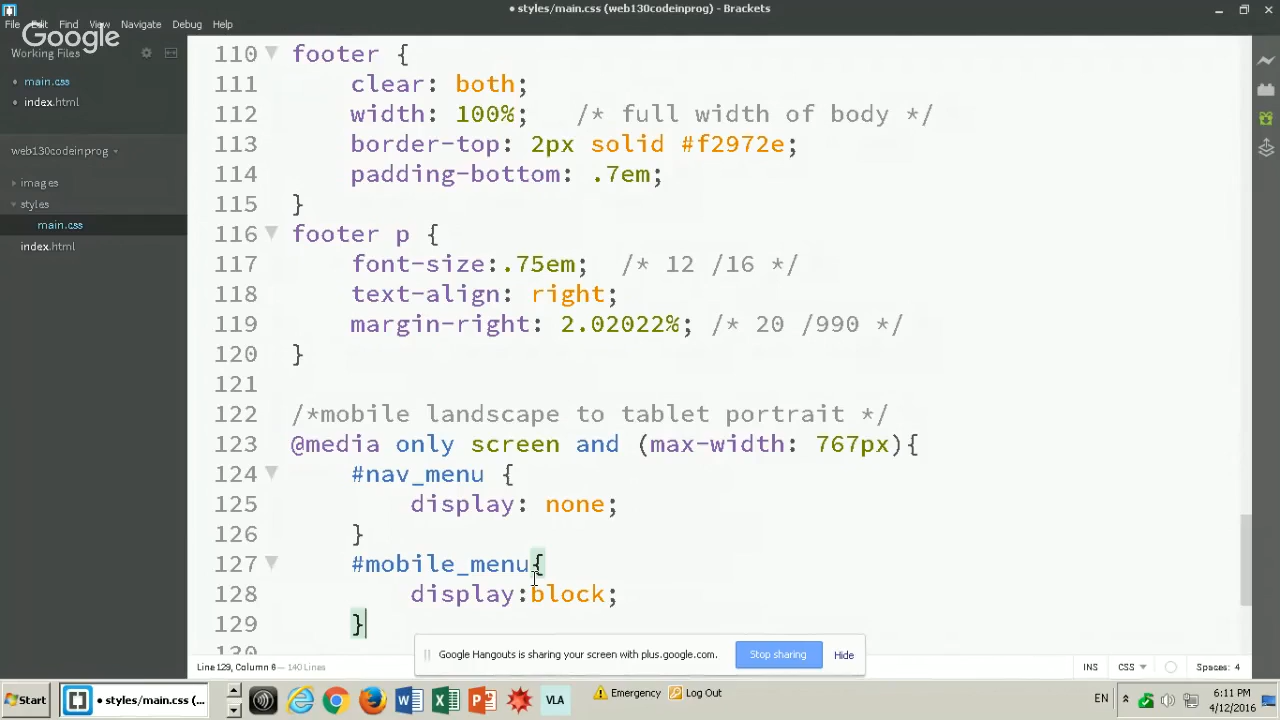 • styles/main.css (web130codeinprog) - Brackets
File Edit Find View Navigate Debug Help
Google
Working Files
• main.css
• index.html
web130codeinprog
images
styles
main.css
index.html
110 footer {
111 clear: both;
112 width: 100%; /* full width of body */
113 border-top: 2px solid #f2972e;
114 padding-bottom: .7em;
115 }
116 footer p {
117 font-size:.75em; /* 12 /16 */
118 text-align: right;
119 margin-right: 2.02022%; /* 20 /990 */
120 }
121
122 /*mobile landscape to tablet portrait */
123 @media only screen and (max-width: 767px){
124 #nav_menu {
125 display: none;
126 }
127 #mobile_menu{
128 display:block;
129 }
130
Google Hangouts is sharing your screen with plus.google.com. Stop sharing Hide
Line 129, Column 6 — 140 Lines
INS CSS Spaces: 4
Start • styles/main.css (... VLA Emergency Log Out EN 6:11 PM
4/12/2016